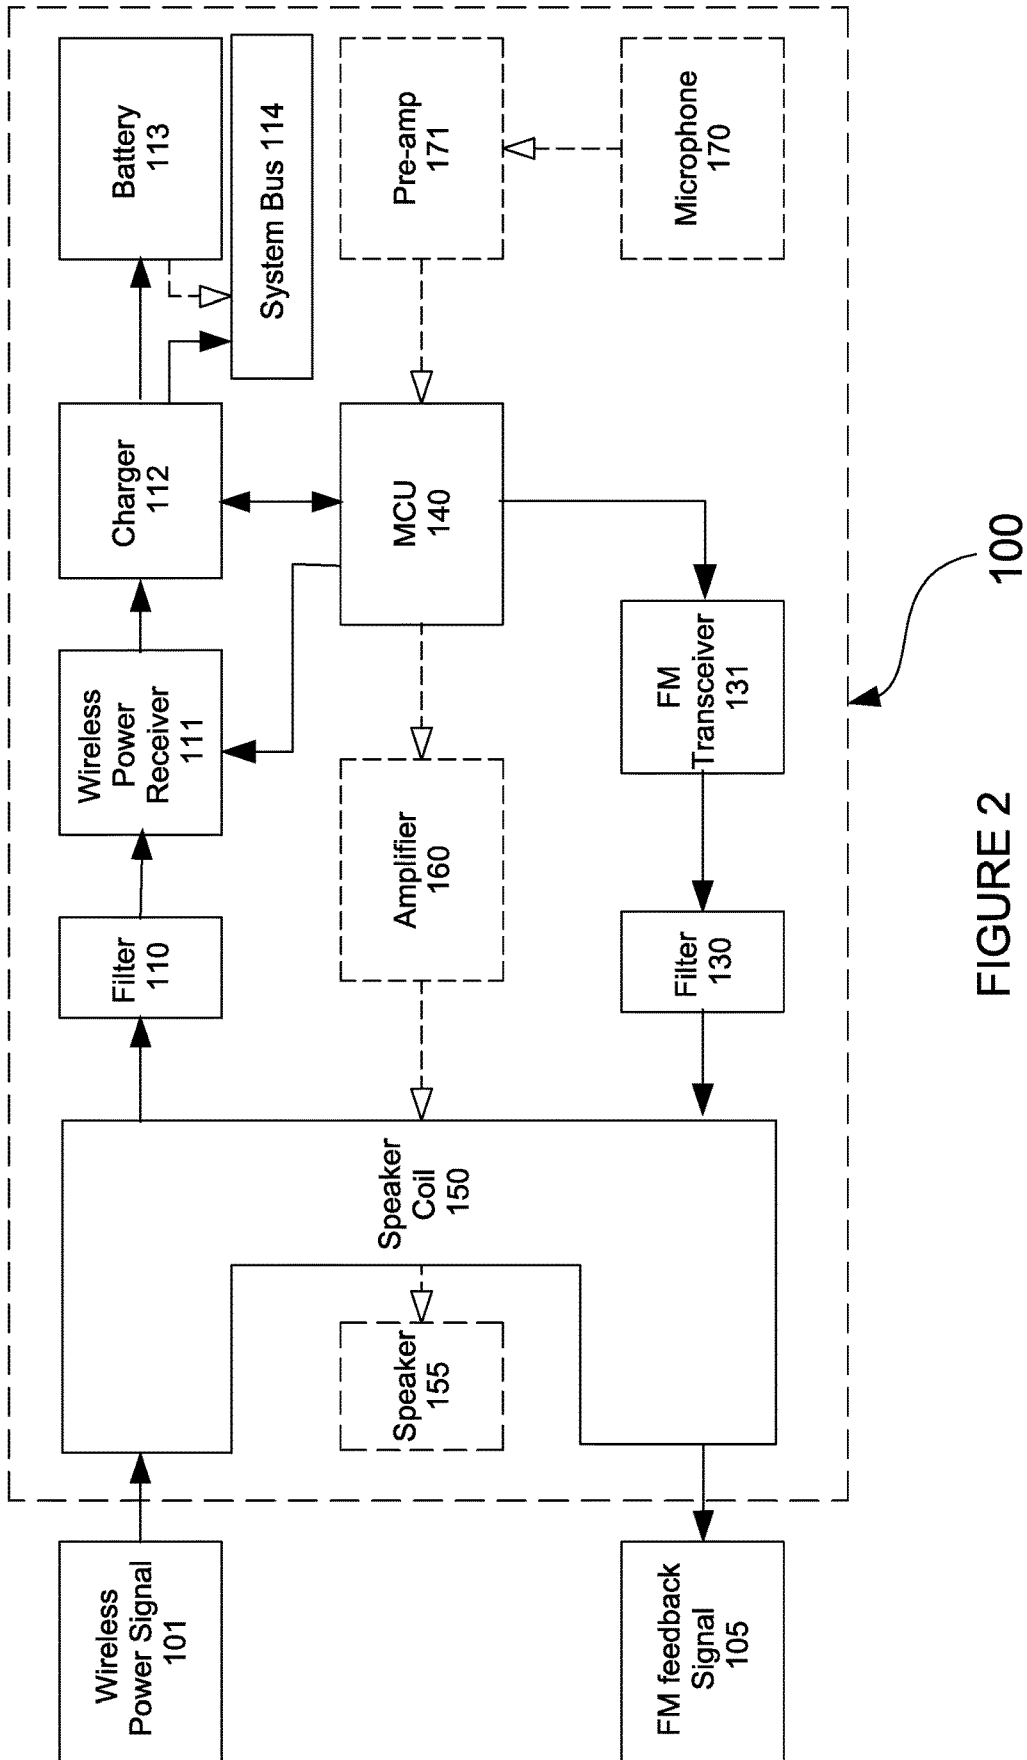 Wireless
Power Signal
101
Filter
110
Wireless
Power
Receiver
111
Charger
112
Battery
113
System Bus 114
Speaker
155
Speaker
Coil
150
Amplifier
160
MCU
140
Pre-amp
171
FM feedback
Signal
105
Filter
130
FM
Transceiver
131
Microphone
170
100
FIGURE 2